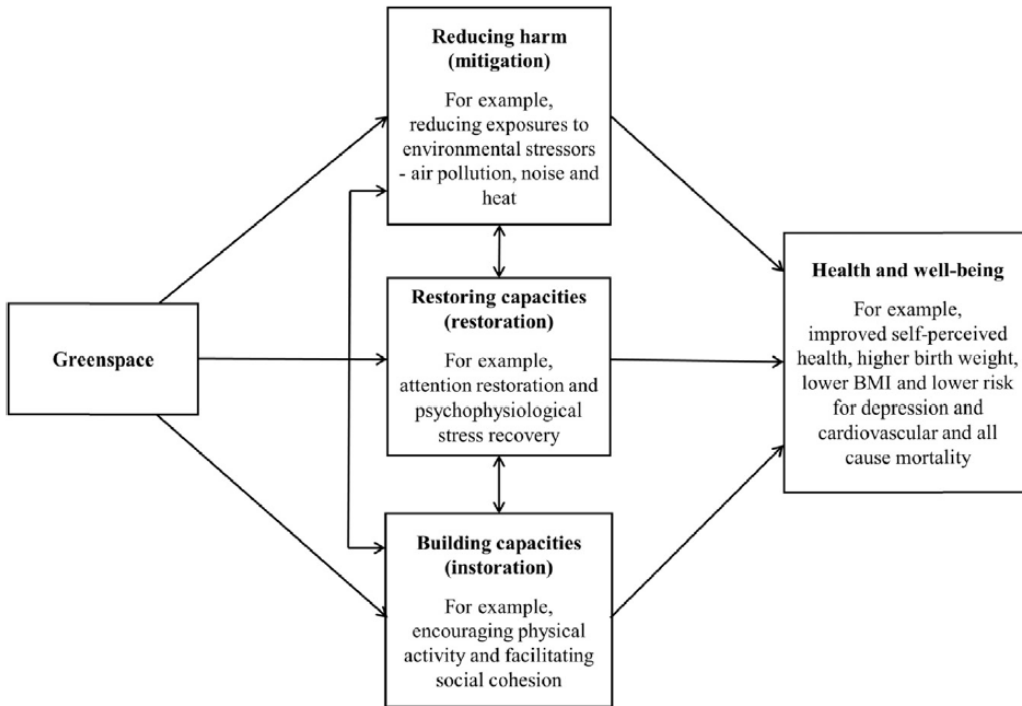 Reducing harm
(mitigation)
For example,
reducing exposures to
environmental stressors
- air pollution, noise and
heat
Greenspace
Restoring capacities
(restoration)
For example,
attention restoration and
psychophysiological
stress recovery
Building capacities
(instoration)
For example,
encouraging physical
activity and facilitating
social cohesion
Health and well-being
For example,
improved self-perceived
health, higher birth weight,
lower BMI and lower risk
for depression and
cardiovascular and all
cause mortality